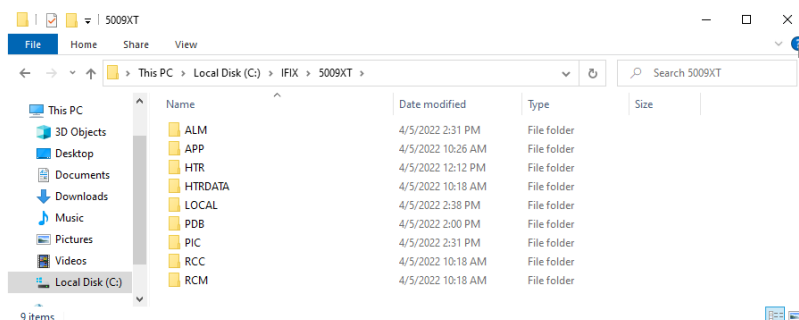 5009XT
File Home Share View
This PC > Local Disk (C:) > IFIX > 5009XT > Search 5009XT
Name Date modified Type Size
This PC
3D Objects
Desktop
Documents
Downloads
Music
Pictures
Videos
Local Disk (C:)
ALM 4/5/2022 2:31 PM File folder
APP 4/5/2022 10:26 AM File folder
HTR 4/5/2022 12:12 PM File folder
HTRDATA 4/5/2022 10:18 AM File folder
LOCAL 4/5/2022 2:38 PM File folder
PDB 4/5/2022 2:00 PM File folder
PIC 4/5/2022 2:31 PM File folder
RCC 4/5/2022 10:18 AM File folder
RCM 4/5/2022 10:18 AM File folder
9 items